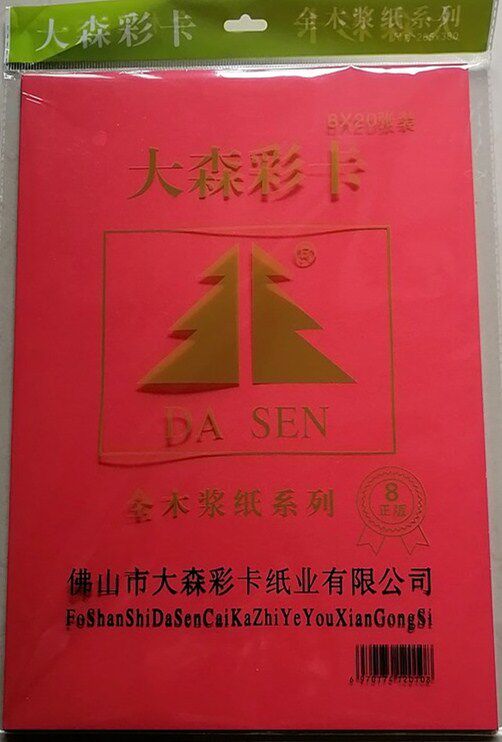 大森彩卡
全木浆纸系列
8X20张装
大森彩卡
®
DA SEN
全木浆纸系列
8
正版
佛山市大森彩卡纸业有限公司
FoShanShiDaSenCaiKaZhiYeYouXianGongSi